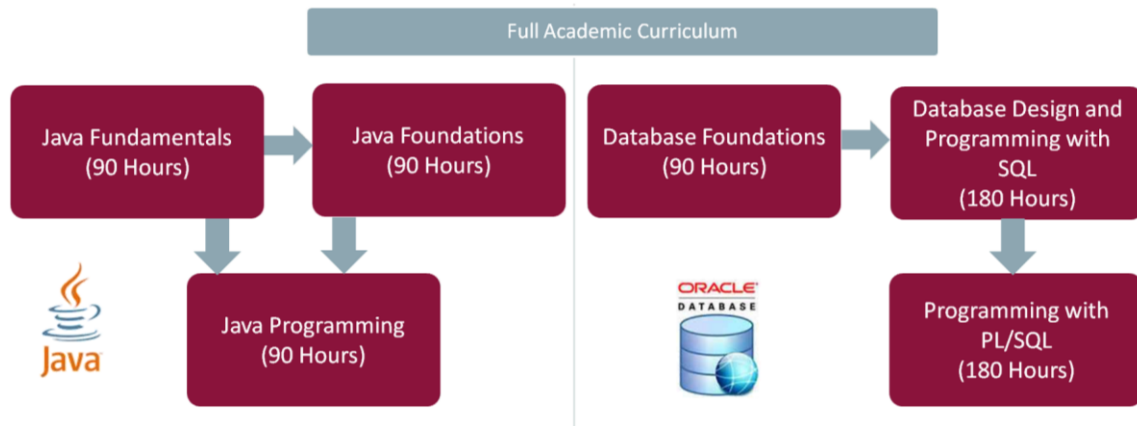 Full Academic Curriculum
Java Fundamentals
(90 Hours)
Java Foundations
(90 Hours)
Java Programming
(90 Hours)
Java
Database Foundations
(90 Hours)
Database Design and
Programming with
SQL
(180 Hours)
ORACLE
DATABASE
Programming with
PL/SQL
(180 Hours)